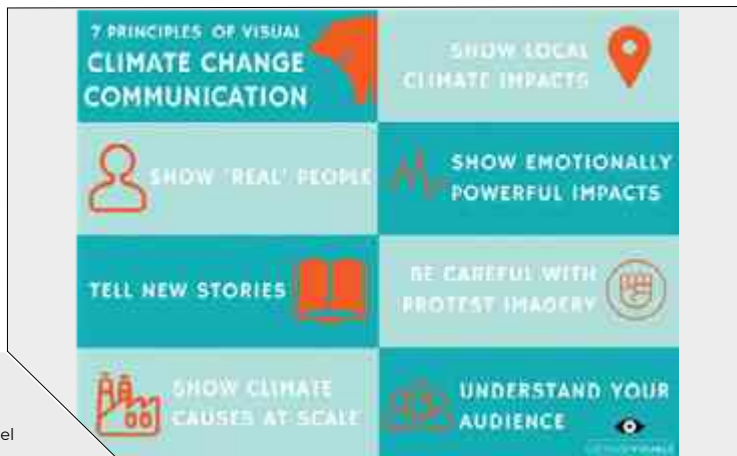 7 PRINCIPLES OF VISUAL
CLIMATE CHANGE
COMMUNICATION
SHOW LOCAL
CLIMATE IMPACTS
SHOW 'REAL' PEOPLE
SHOW EMOTIONALLY
POWERFUL IMPACTS
TELL NEW STORIES
BE CAREFUL WITH
PROTEST IMAGERY
SHOW CLIMATE
CAUSES AT SCALE
UNDERSTAND YOUR
AUDIENCE
CLIMATEVISUALS
el